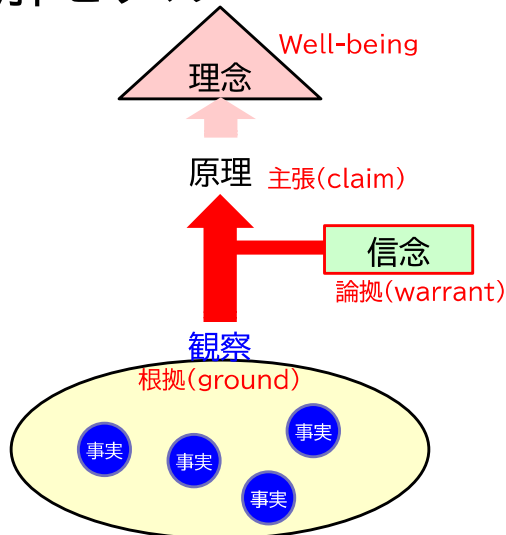 Well-being
理念
原理
主張(claim)
信念
論拠(warrant)
観察
根拠(ground)
事実
事実
事実
事実